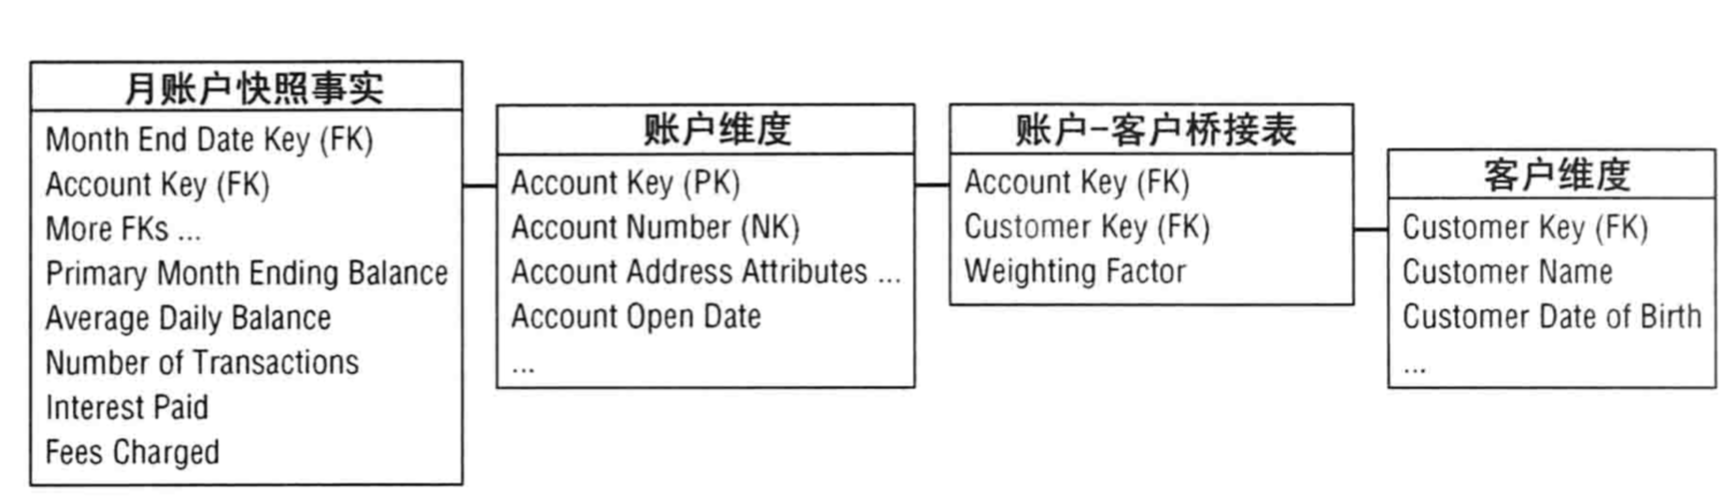 月账户快照事实
Month End Date Key (FK)
Account Key (FK)
More FKs ...
Primary Month Ending Balance
Average Daily Balance
Number of Transactions
Interest Paid
Fees Charged
账户维度
Account Key (PK)
Account Number (NK)
Account Address Attributes ...
Account Open Date
...
账户-客户桥接表
Account Key (FK)
Customer Key (FK)
Weighting Factor
客户维度
Customer Key (FK)
Customer Name
Customer Date of Birth
...